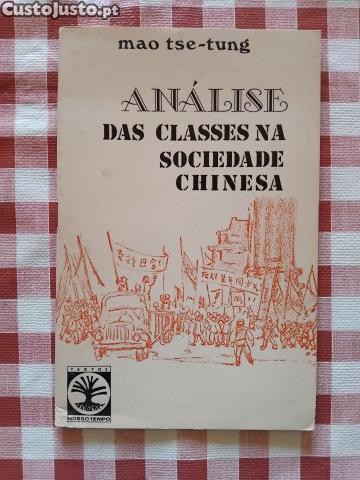 CustoJusto.pt
mao tse-tung
ANÁLISE
DAS CLASSES NA
SOCIEDADE
CHINESA
TEXTOS
NOSSO TEMPO